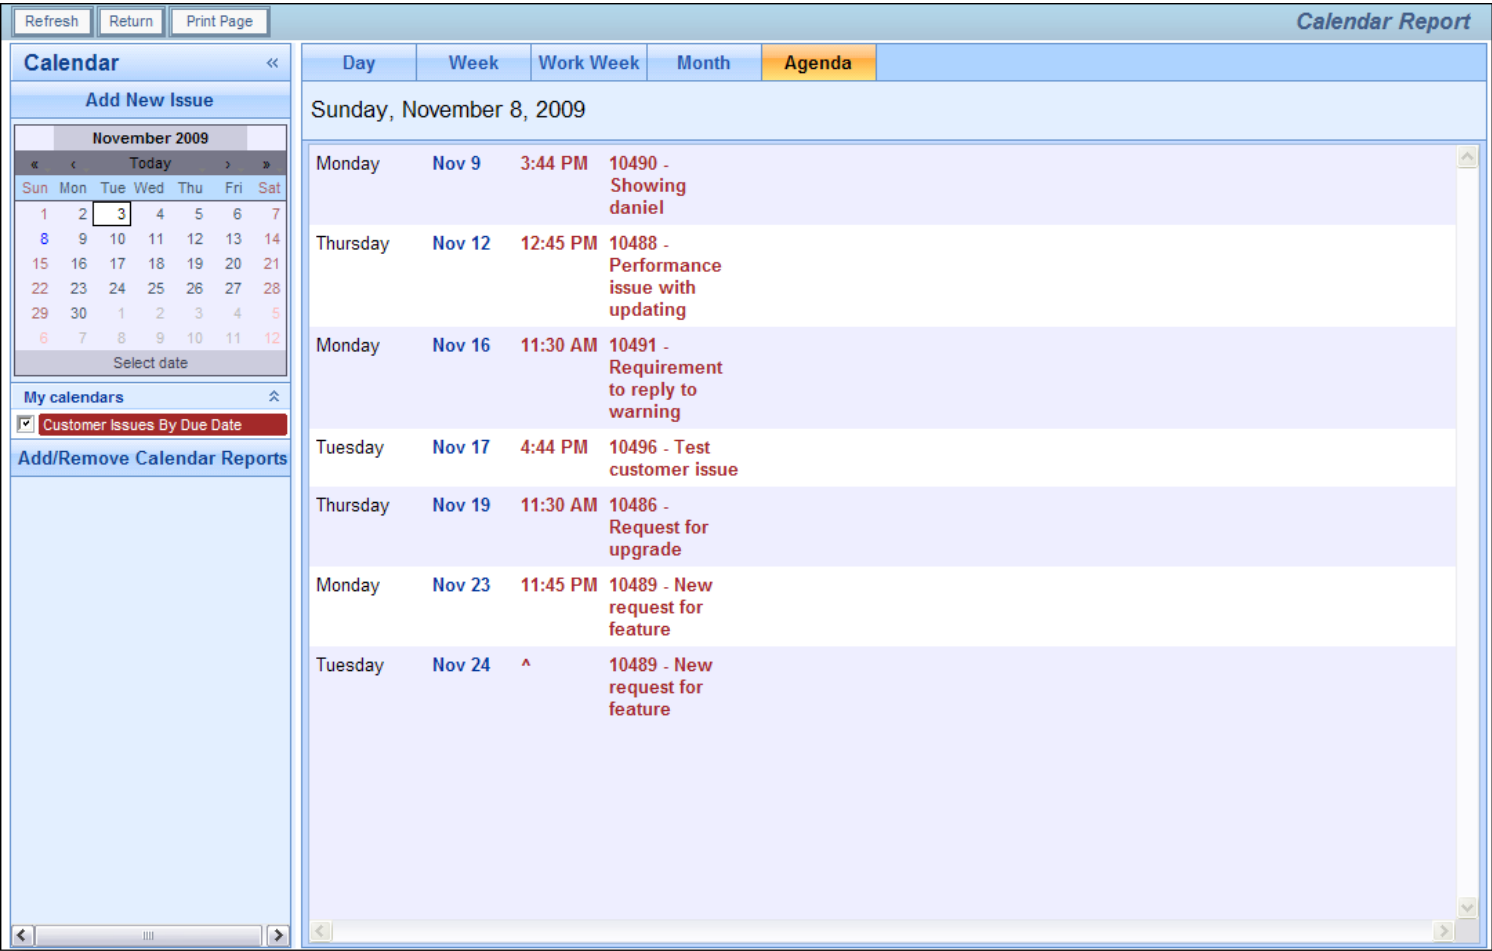 Refresh Return Print Page Calendar Report
Calendar «
Add New Issue
November 2009
« ‹ Today › »
Sun Mon Tue Wed Thu Fri Sat
1 2 3 4 5 6 7
8 9 10 11 12 13 14
15 16 17 18 19 20 21
22 23 24 25 26 27 28
29 30 1 2 3 4 5
6 7 8 9 10 11 12
Select date
My calendars
Customer Issues By Due Date
Add/Remove Calendar Reports
Day Week Work Week Month Agenda
Sunday, November 8, 2009
Monday Nov 9 3:44 PM 10490 -
Showing
daniel
Thursday Nov 12 12:45 PM 10488 -
Performance
issue with
updating
Monday Nov 16 11:30 AM 10491 -
Requirement
to reply to
warning
Tuesday Nov 17 4:44 PM 10496 - Test
customer issue
Thursday Nov 19 11:30 AM 10486 -
Request for
upgrade
Monday Nov 23 11:45 PM 10489 - New
request for
feature
Tuesday Nov 24 ^ 10489 - New
request for
feature